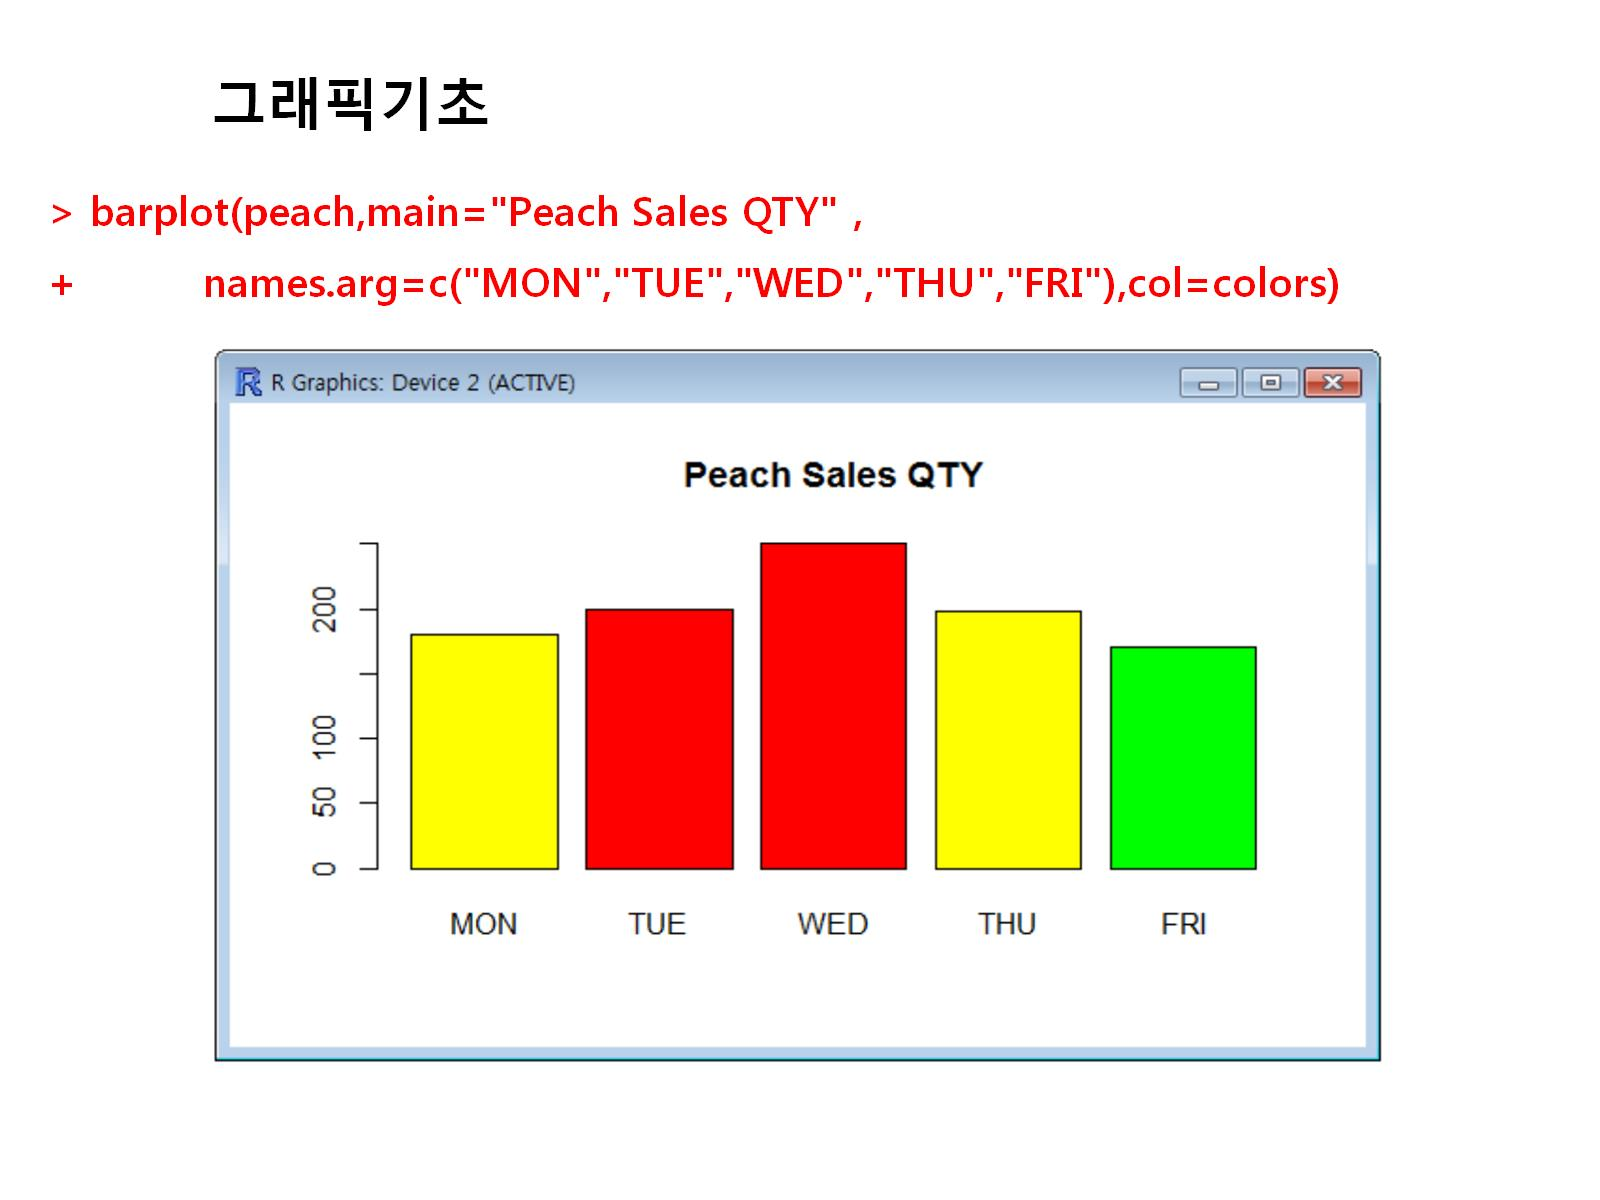 그래픽기초
> barplot(peach,main="Peach Sales QTY" ,
+ names.arg=c("MON","TUE","WED","THU","FRI"),col=colors)
R Graphics: Device 2 (ACTIVE)
Peach Sales QTY
200
100
50
0
MON TUE WED THU FRI